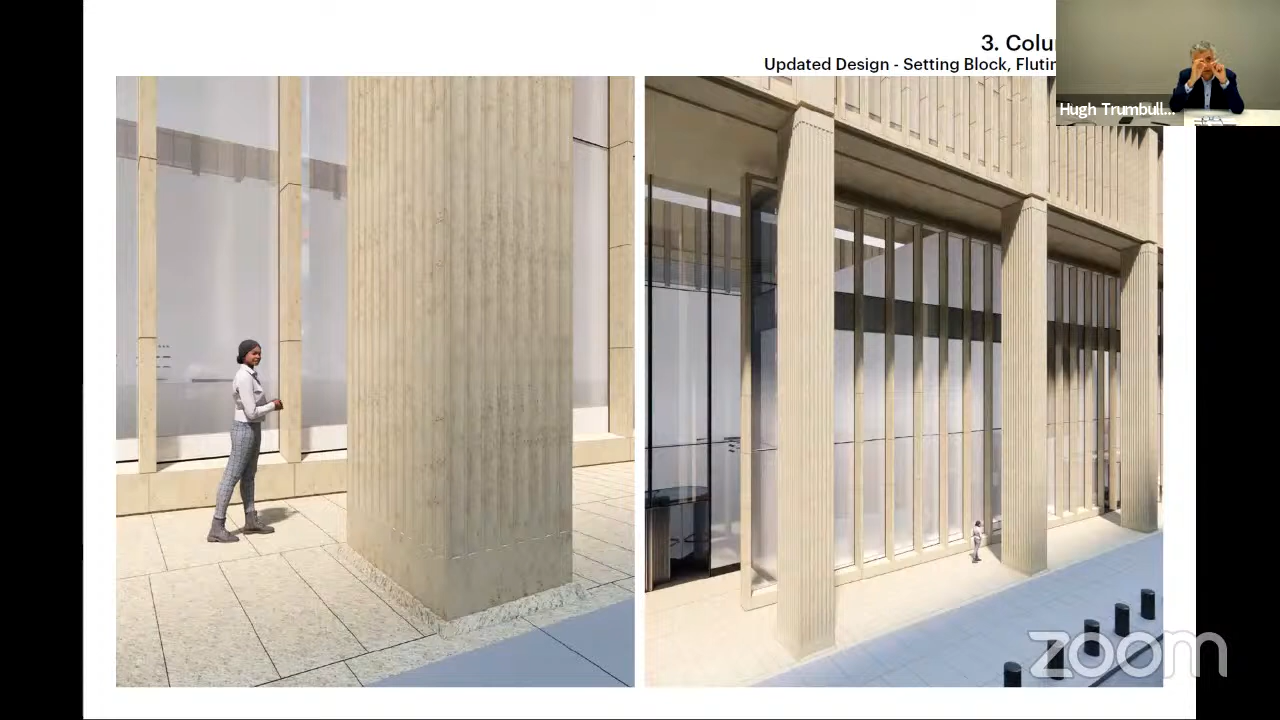 3. Colu
Updated Design - Setting Block, Flutin
Hugh Trumbull...
zoom